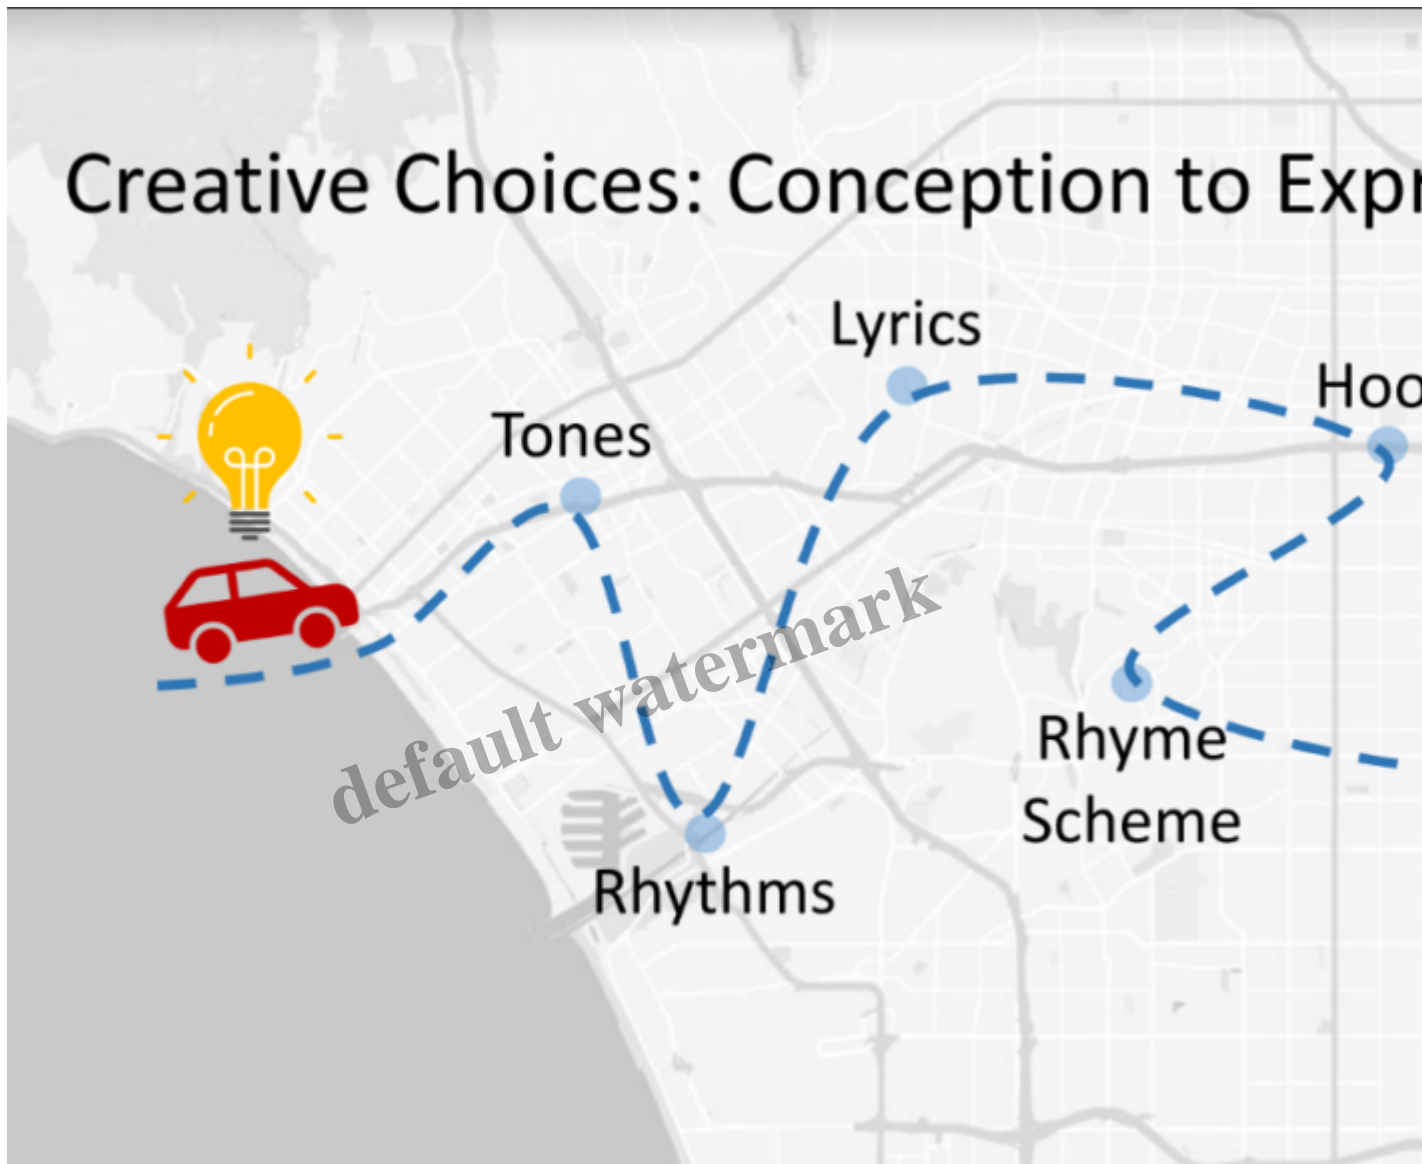 Creative Choices: Conception to Expr
Lyrics
Hoo
Tones
default watermark
Rhyme
Scheme
Rhythms